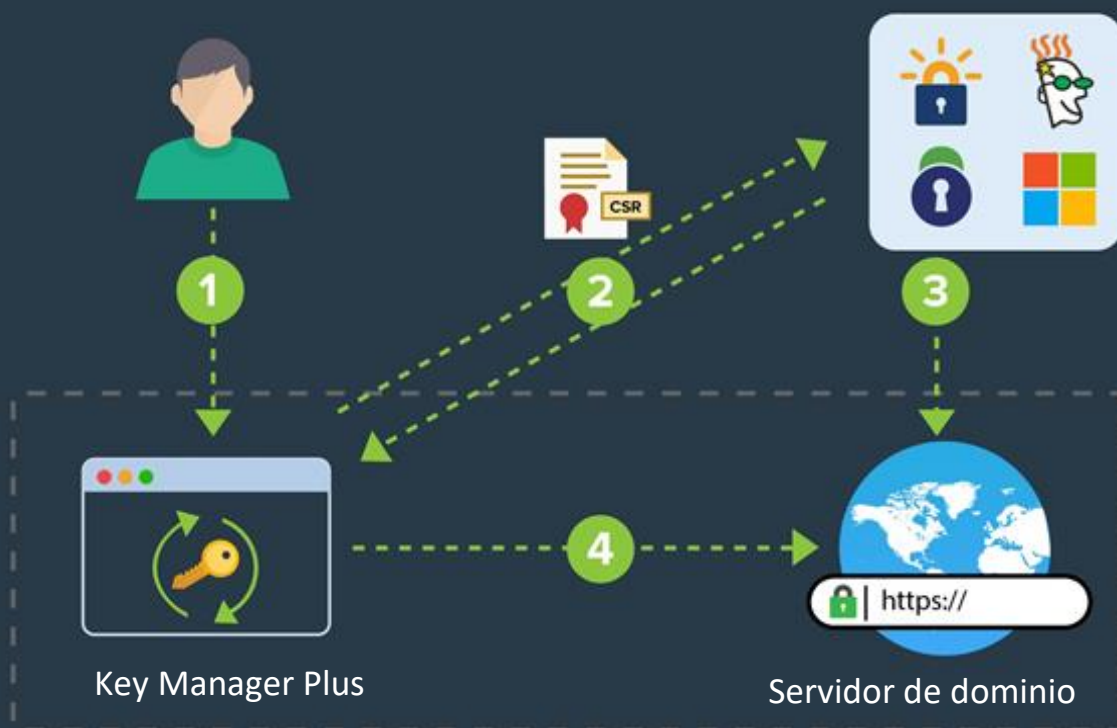 CSR
1
2
3
4
https://
Key Manager Plus
Servidor de dominio